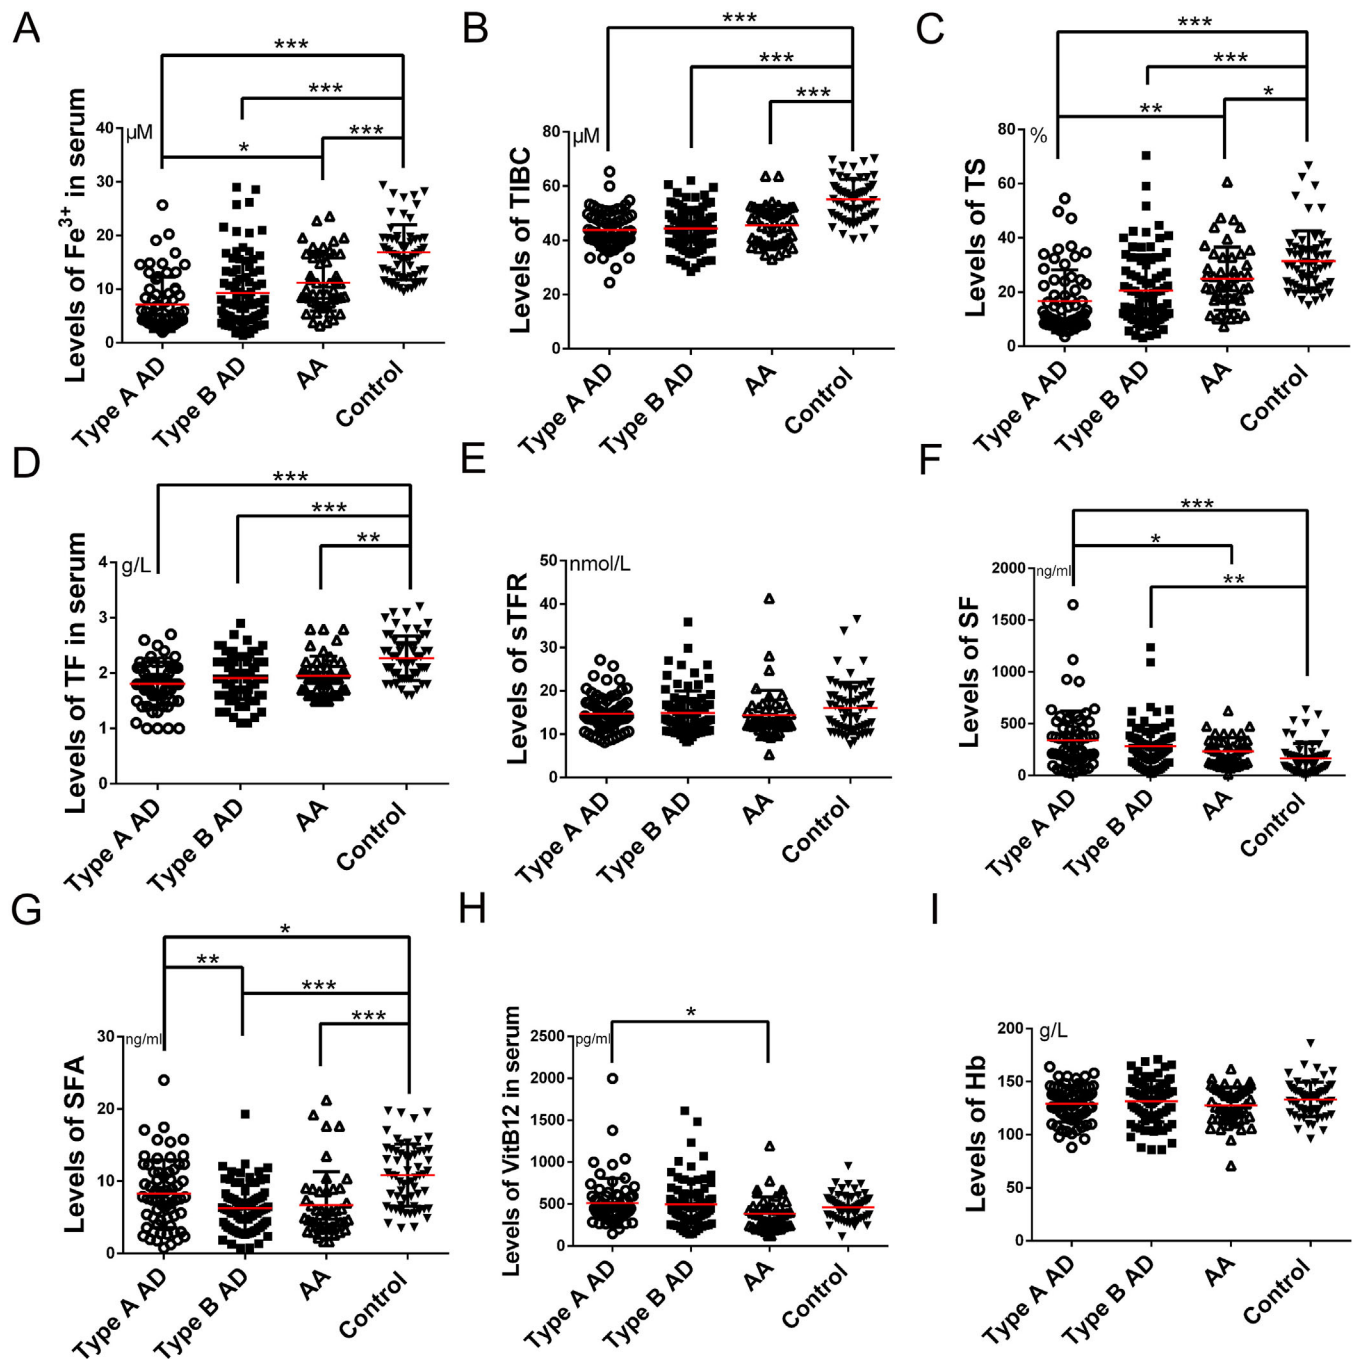 A
B
C
***
***
*
***
40
30
20
10
0
µM
Levels of Fe3+ in serum
Type A AD
Type B AD
AA
Control
***
***
***
80
60
40
20
0
µM
Levels of TIBC
Type A AD
Type B AD
AA
Control
***
***
**
*
80
60
40
20
0
%
Levels of TS
Type A AD
Type B AD
AA
Control
D
E
F
***
***
**
4
3
2
1
0
g/L
Levels of TF in serum
Type A AD
Type B AD
AA
Control
50
40
30
20
10
0
nmol/L
Levels of sTFR
Type A AD
Type B AD
AA
Control
***
*
**
2000
1500
1000
500
0
ng/ml
Levels of SF
Type A AD
Type B AD
AA
Control
G
H
I
*
**
***
***
30
20
10
0
ng/ml
Levels of SFA
Type A AD
Type B AD
AA
Control
*
2500
2000
1500
1000
500
0
pg/ml
Levels of VitB12 in serum
Type A AD
Type B AD
AA
Control
200
150
100
50
0
g/L
Levels of Hb
Type A AD
Type B AD
AA
Control